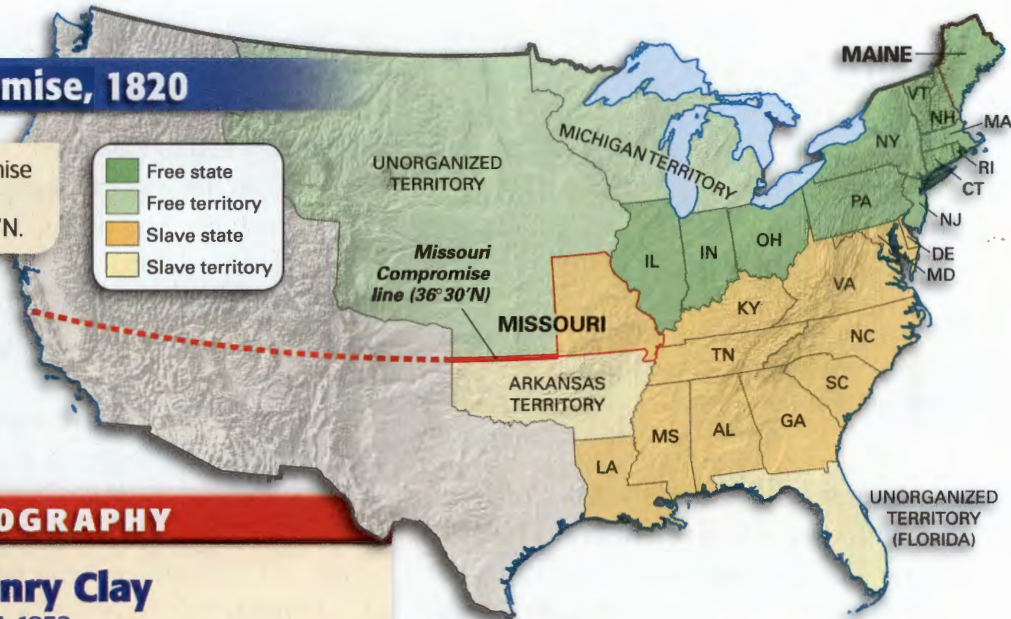 mise, 1820
mise
'N.
Free state
Free territory
Slave state
Slave territory
UNORGANIZED
TERRITORY
MICHIGAN TERRITORY
Missouri
Compromise
line (36°30'N)
MISSOURI
ARKANSAS
TERRITORY
MAINE
VT
NH
MA
NY
RI
CT
PA
NJ
IL
IN
OH
DE
MD
VA
KY
NC
TN
SC
MS
AL
GA
LA
UNORGANIZED
TERRITORY
(FLORIDA)
OGRAPHY
nry Clay